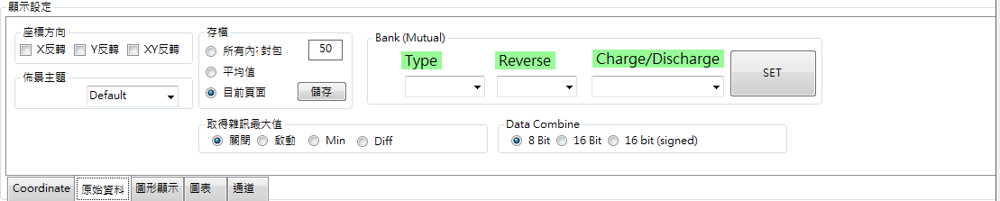 顯示設定
座標方向
X反轉 Y反轉 XY反轉
佈景主題
Default
存檔
所有內 封包 50
平均值
目前頁面 儲存
Bank (Mutual)
Type Reverse Charge/Discharge
SET
取得雜訊最大值
關閉 啟動 Min Diff
Data Combine
8 Bit 16 Bit 16 bit (signed)
Coordinate 原始資料 圖形顯示 圖表 通道